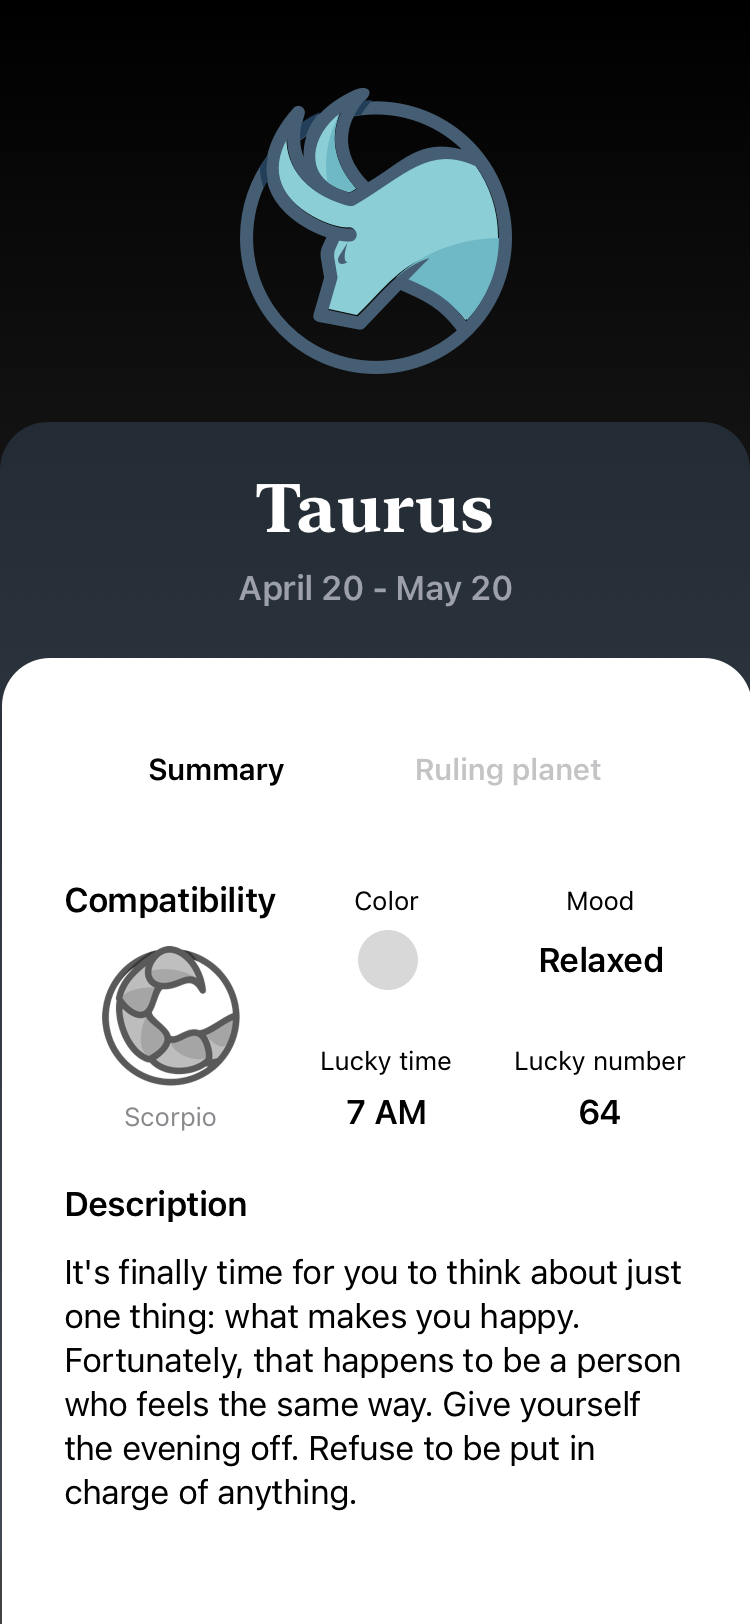 Taurus
April 20 - May 20
Summary
Ruling planet
Compatibility
Color
Mood
Relaxed
Lucky time
Lucky number
7 AM
64
Scorpio
Description
It's finally time for you to think about just
one thing: what makes you happy.
Fortunately, that happens to be a person
who feels the same way. Give yourself
the evening off. Refuse to be put in
charge of anything.